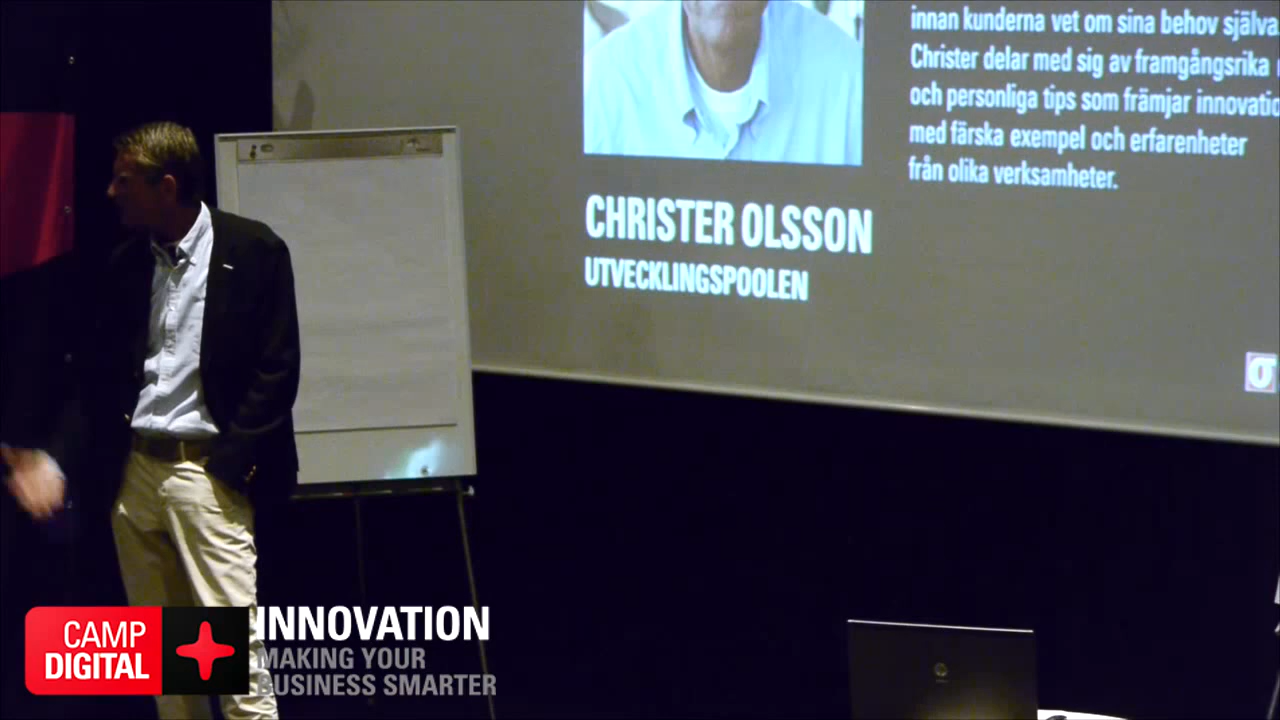 innan kunderna vet om sina behov själva.
Christer delar med sig av framgångsrika
och personliga tips som främjar innovatio
med färska exempel och erfarenheter
från olika verksamheter.
CHRISTER OLSSON
UTVECKLINGSPOOLEN
CAMP
DIGITAL
INNOVATION
MAKING YOUR
BUSINESS SMARTER